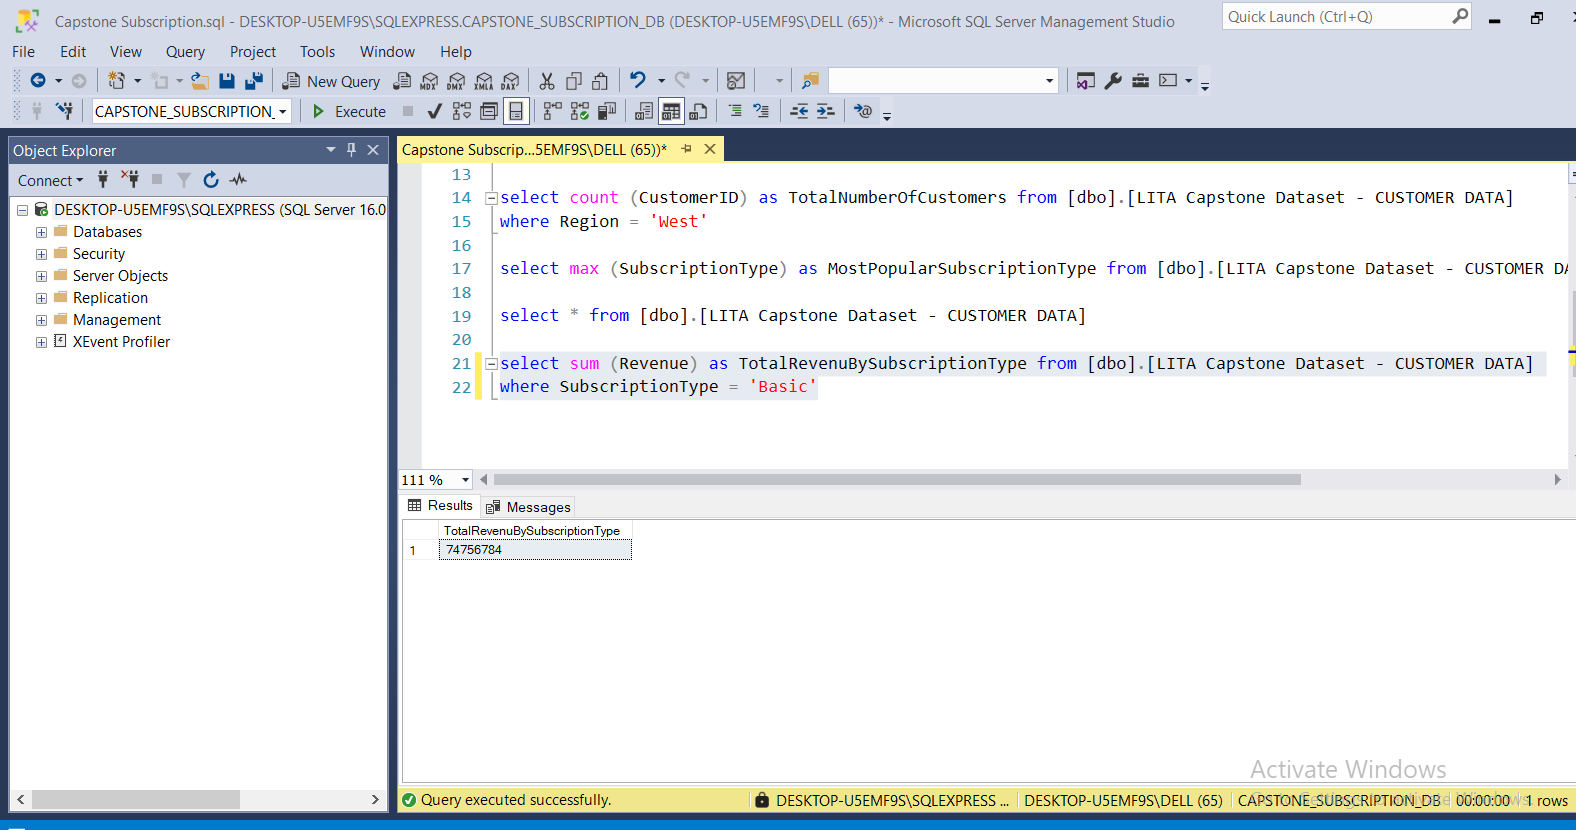 Capstone Subscription.sql - DESKTOP-U5EMF9S\SQLEXPRESS.CAPSTONE_SUBSCRIPTION_DB (DESKTOP-U5EMF9S\DELL (65))* - Microsoft SQL Server Management Studio
Quick Launch (Ctrl+Q)
File Edit View Query Project Tools Window Help
New Query MDX DMX XMLA DAX
CAPSTONE_SUBSCRIPTION_ Execute
Object Explorer
Connect
DESKTOP-U5EMF9S\SQLEXPRESS (SQL Server 16.0
Databases
Security
Server Objects
Replication
Management
XEvent Profiler
Capstone Subscrip...5EMF9S\DELL (65))*
13
14 select count (CustomerID) as TotalNumberOfCustomers from [dbo].[LITA Capstone Dataset - CUSTOMER DATA]
15 where Region = 'West'
16
17 select max (SubscriptionType) as MostPopularSubscriptionType from [dbo].[LITA Capstone Dataset - CUSTOMER DA
18
19 select * from [dbo].[LITA Capstone Dataset - CUSTOMER DATA]
20
21 select sum (Revenue) as TotalRevenuBySubscriptionType from [dbo].[LITA Capstone Dataset - CUSTOMER DATA]
22 where SubscriptionType = 'Basic'
111 %
Results Messages
TotalRevenuBySubscriptionType
1 74756784
Activate Windows
Query executed successfully. DESKTOP-U5EMF9S\SQLEXPRESS ... DESKTOP-U5EMF9S\DELL (65) CAPSTONE_SUBSCRIPTION_DB 00:00:00 1 rows